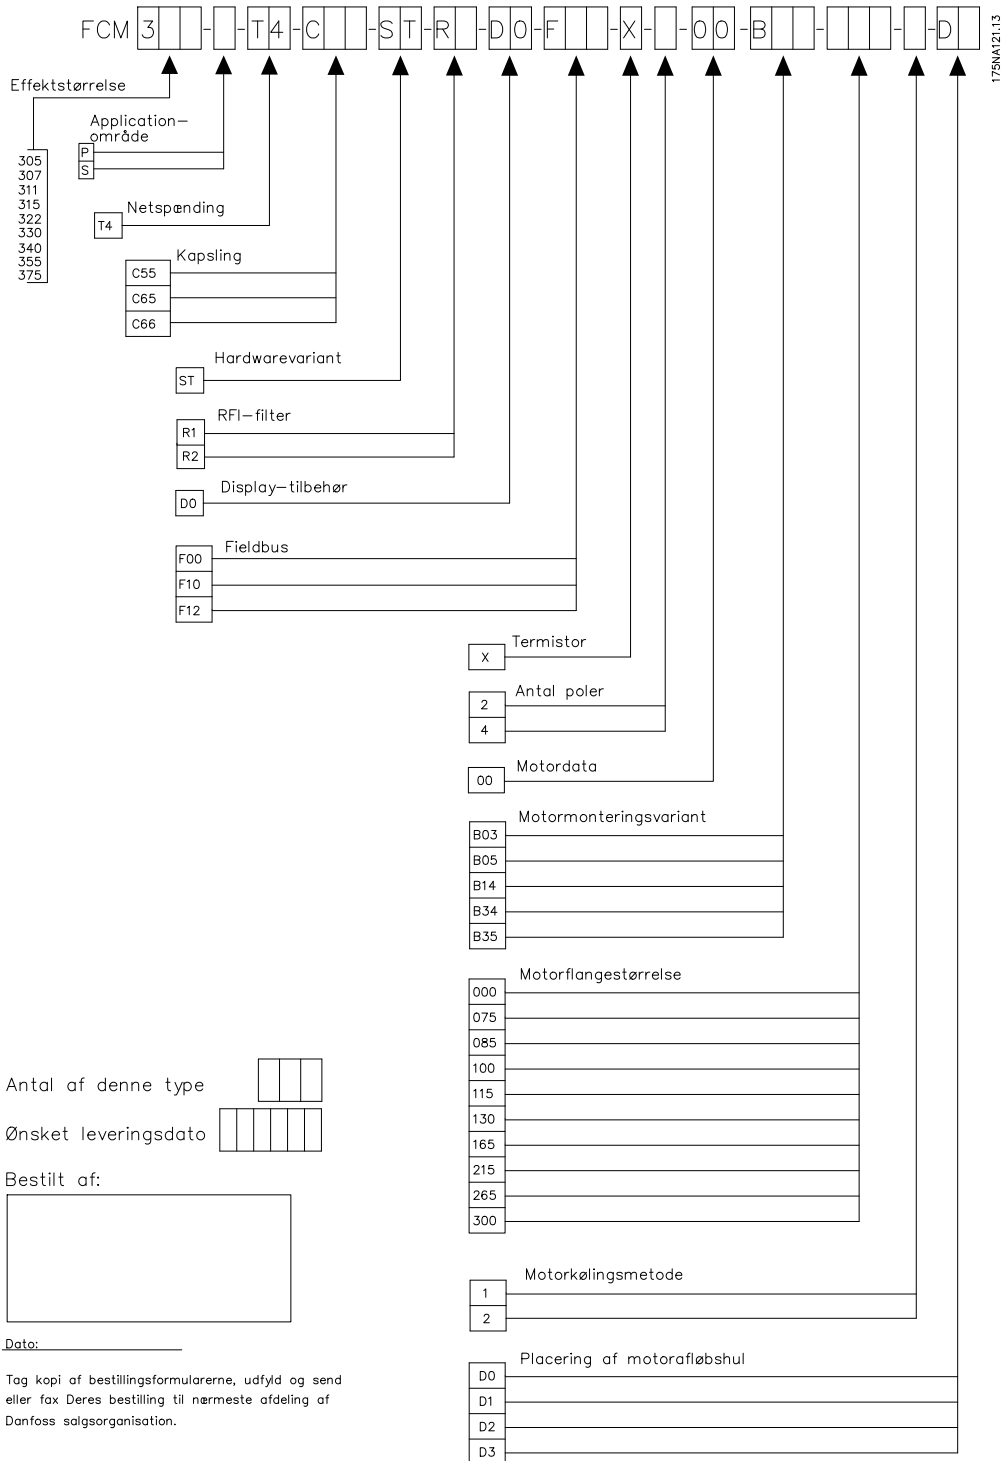 FCM 3 - - T4 - C - ST - R - D0 - F - X - - 00 - B - - - D
175NA121.13
Effektstørrelse
305
307
311
315
322
330
340
355
375
Application-
område
P
S
Netspænding
T4
Kapsling
C55
C65
C66
Hardwarevariant
ST
RFI-filter
R1
R2
Display-tilbehør
D0
Fieldbus
F00
F10
F12
Termistor
X
Antal poler
2
4
Motordata
00
Motormonteringsvariant
B03
B05
B14
B34
B35
Motorflangestørrelse
000
075
085
100
115
130
165
215
265
300
Motorkølingsmetode
1
2
Placering af motorafløbshul
D0
D1
D2
D3
Antal af denne type
Ønsket leveringsdato
Bestilt af:
Dato:
Tag kopi af bestillingsformularerne, udfyld og send
eller fax Deres bestilling til nærmeste afdeling af
Danfoss salgsorganisation.